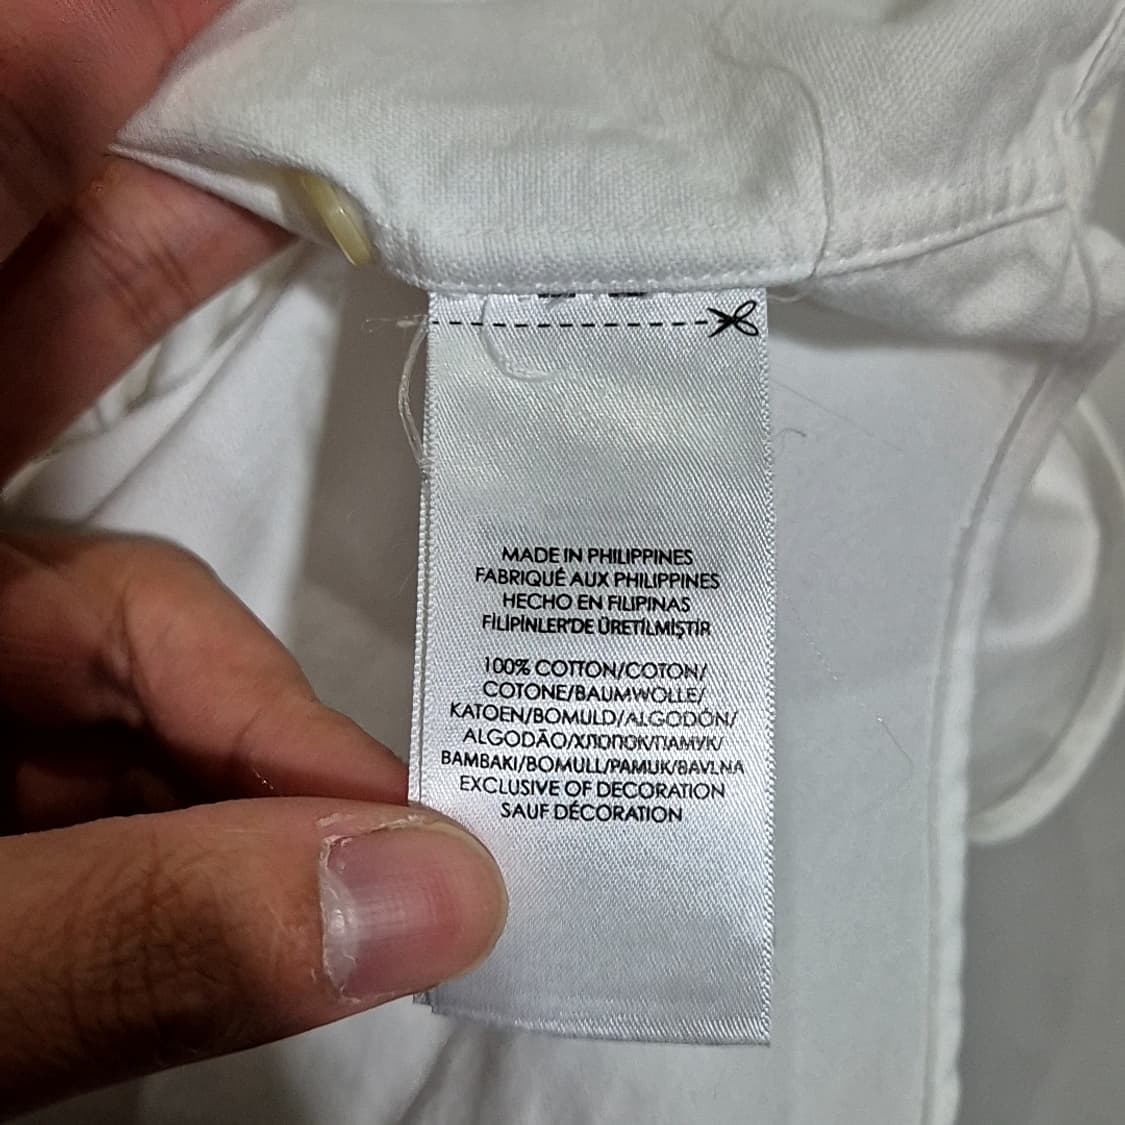 MADE IN PHILIPPINES
FABRIQUÉ AUX PHILIPPINES
HECHO EN FILIPINAS
FİLİPİNLER'DE ÜRETİLMİŞTİR
100% COTTON/COTON/
COTONE/BAUMWOLLE/
KATOEN/BOMULD/ALGODÓN/
ALGODÃO/ХЛОПОК/ПАМУК/
BAMBAKI/BOMULL/PAMUK/BAVLNA
EXCLUSIVE OF DECORATION
SAUF DÉCORATION